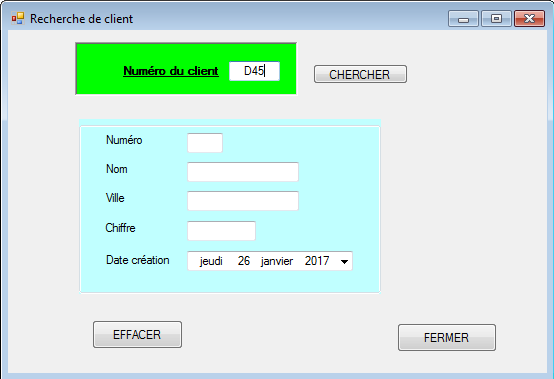 Recherche de client
Numéro du client D45
CHERCHER
Numéro
Nom
Ville
Chiffre
Date création jeudi 26 janvier 2017
EFFACER
FERMER